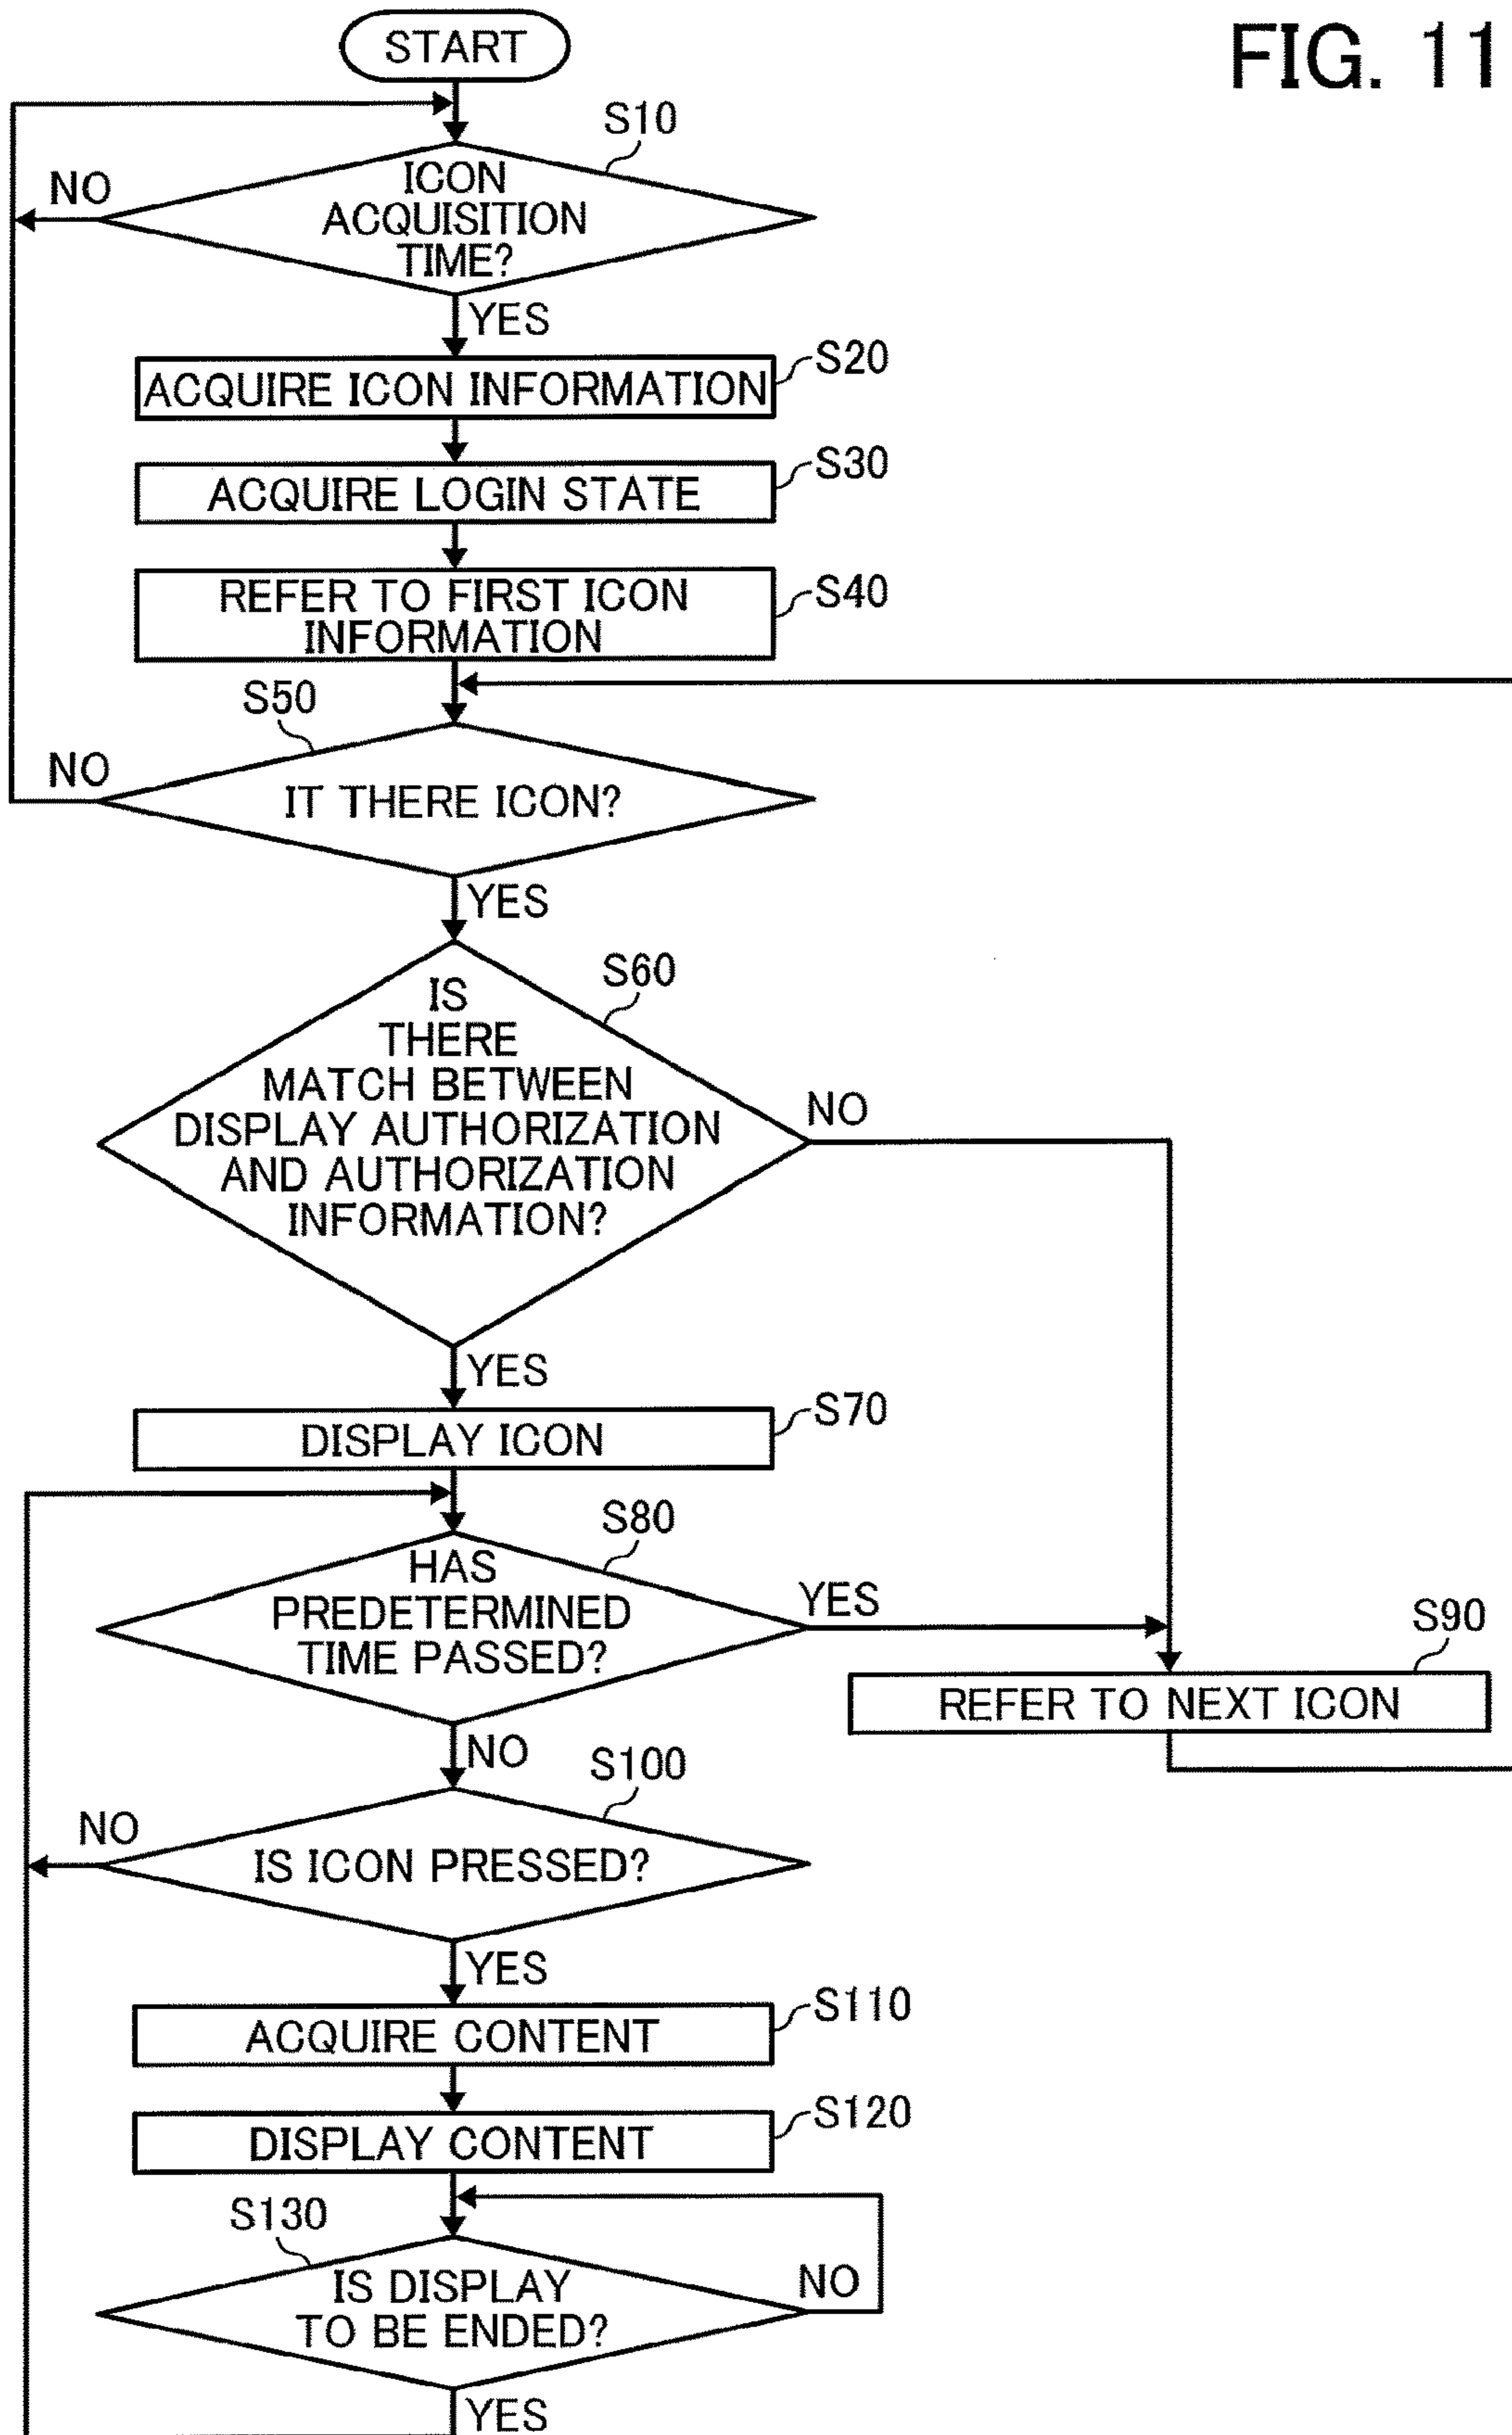 FIG. 11
START
S10
ICON
ACQUISITION
TIME?
NO
YES
S20
ACQUIRE ICON INFORMATION
S30
ACQUIRE LOGIN STATE
S40
REFER TO FIRST ICON
INFORMATION
S50
NO
IT THERE ICON?
YES
S60
IS
THERE
MATCH BETWEEN
DISPLAY AUTHORIZATION
AND AUTHORIZATION
INFORMATION?
NO
YES
S70
DISPLAY ICON
S80
HAS
PREDETERMINED
TIME PASSED?
YES
S90
REFER TO NEXT ICON
NO
S100
NO
IS ICON PRESSED?
YES
S110
ACQUIRE CONTENT
S120
DISPLAY CONTENT
S130
IS DISPLAY
TO BE ENDED?
NO
YES